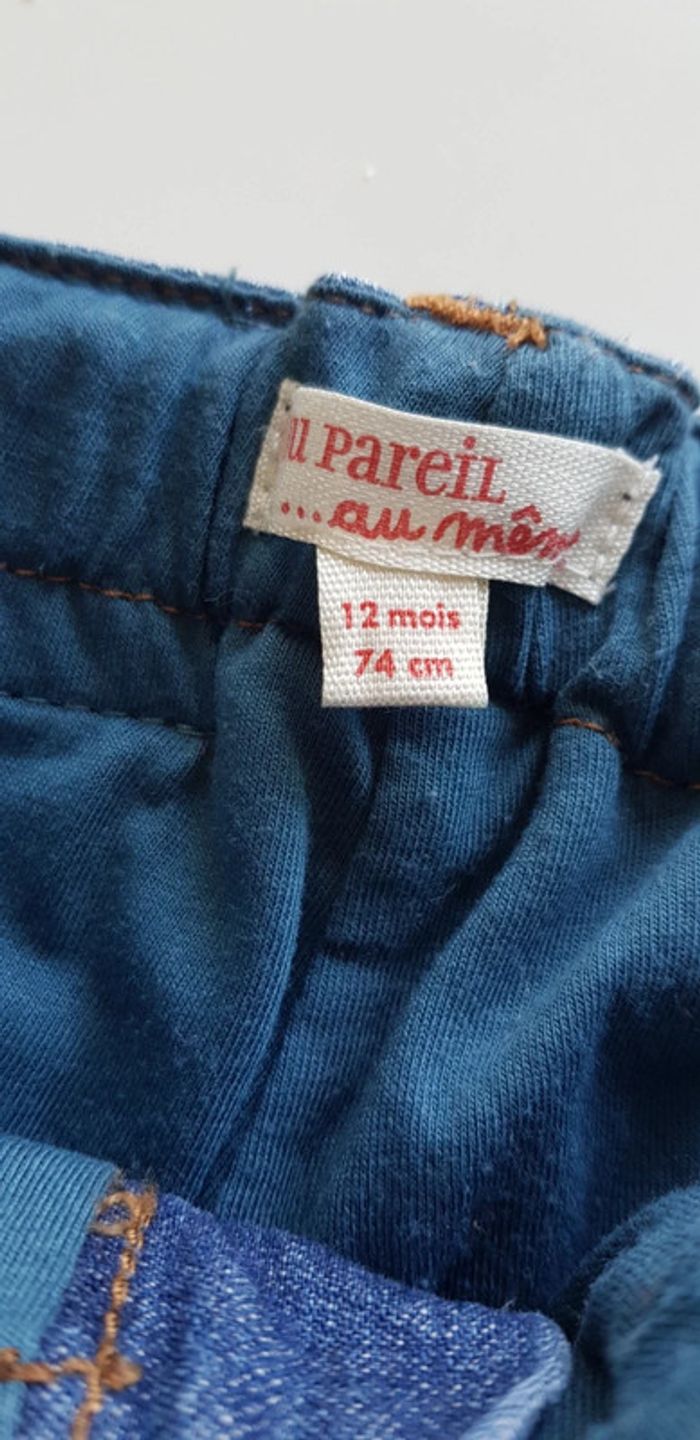 u Pareil
...au mêm
12 mois
74 cm